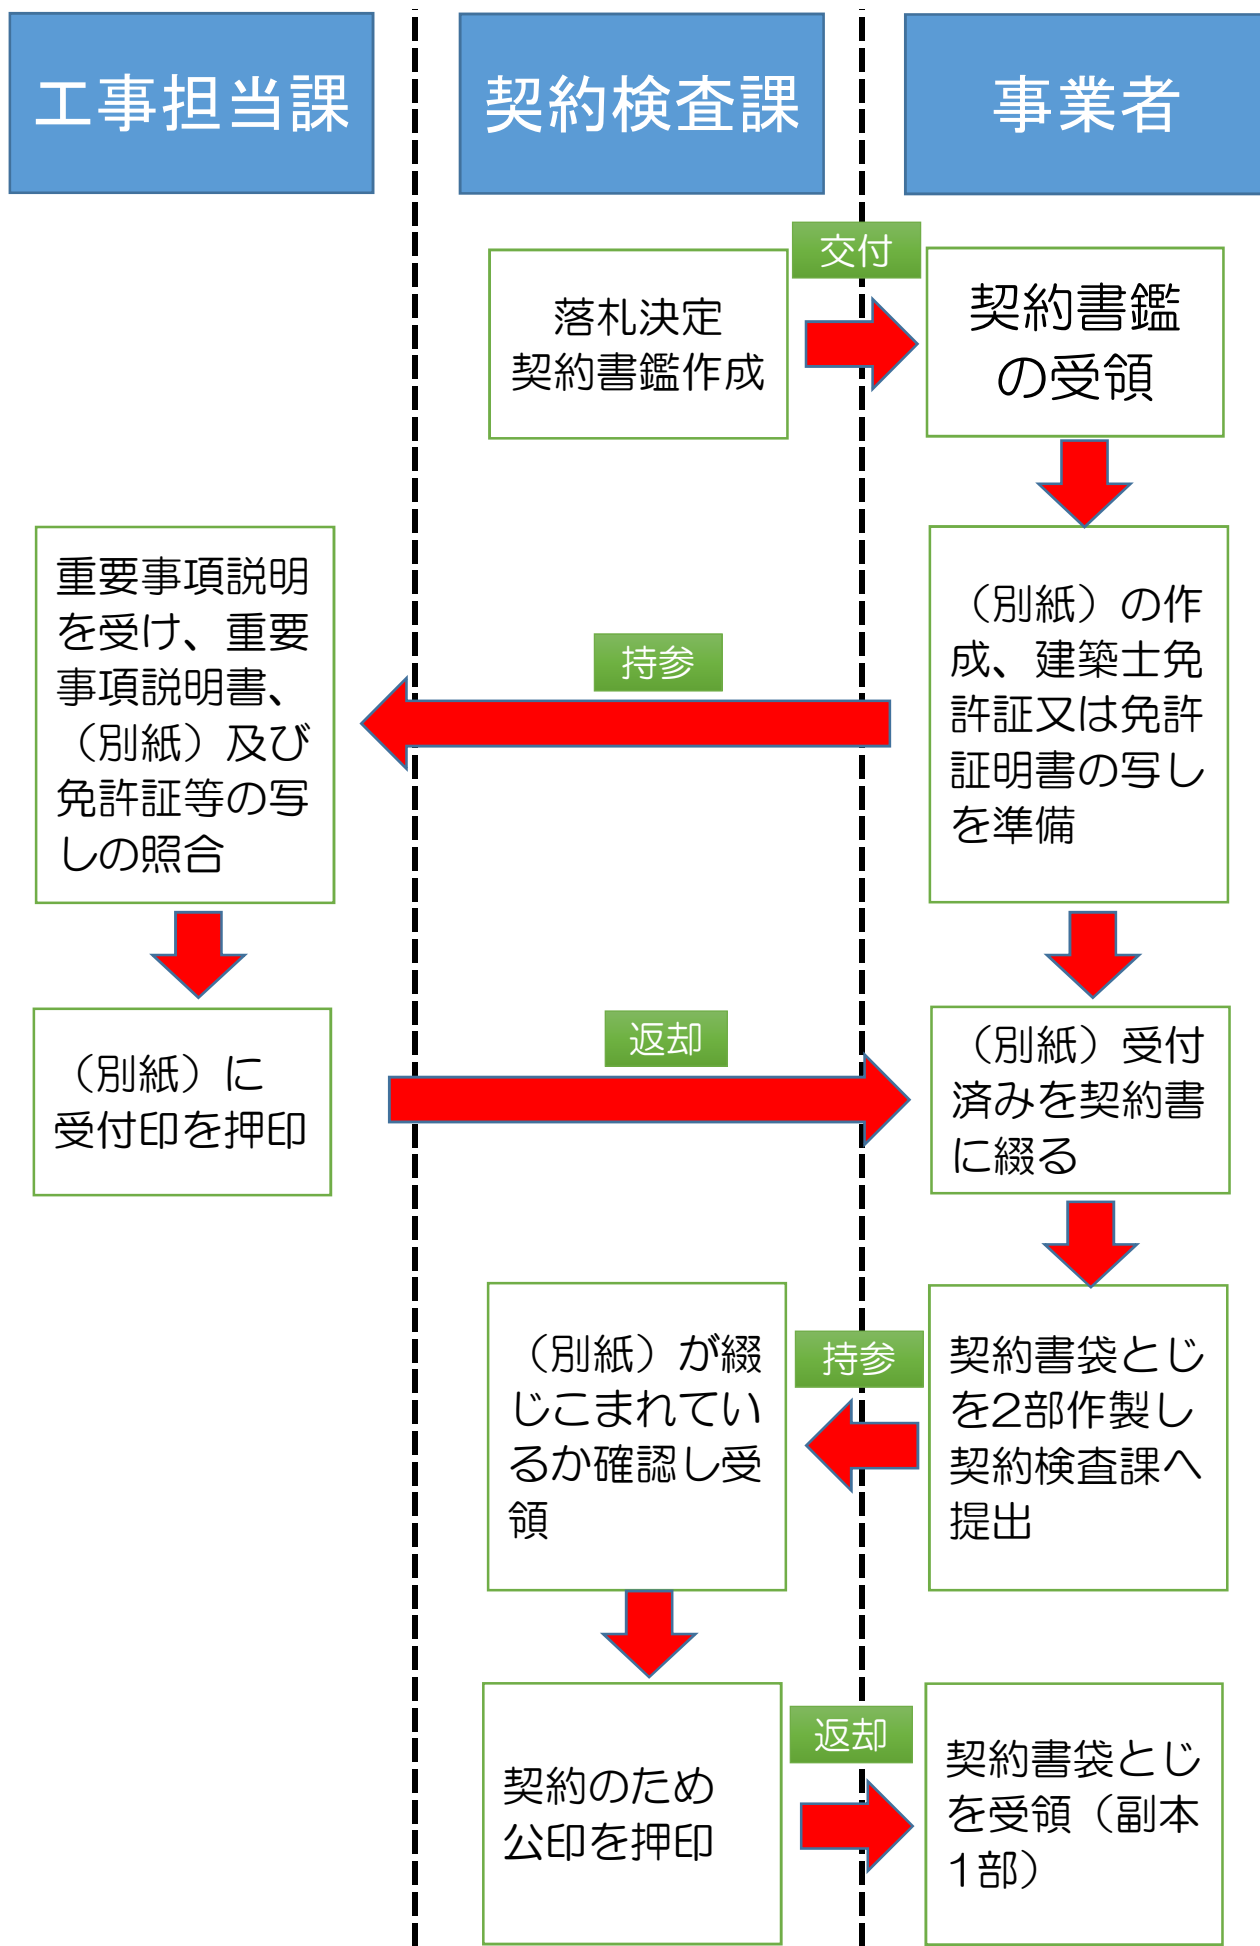 工事担当課
契約検査課
事業者
交付
落札決定
契約書鑑作成
契約書鑑
の受領
重要事項説明
を受け、重要
事項説明書、
（別紙）及び
免許証等の写
しの照合
持参
（別紙）の作
成、建築士免
許証又は免許
証明書の写し
を準備
（別紙）に
受付印を押印
返却
（別紙）受付
済みを契約書
に綴る
（別紙）が綴
じこまれてい
るか確認し受
領
持参
契約書袋とじ
を2部作製し
契約検査課へ
提出
契約のため
公印を押印
返却
契約書袋とじ
を受領（副本
1部）